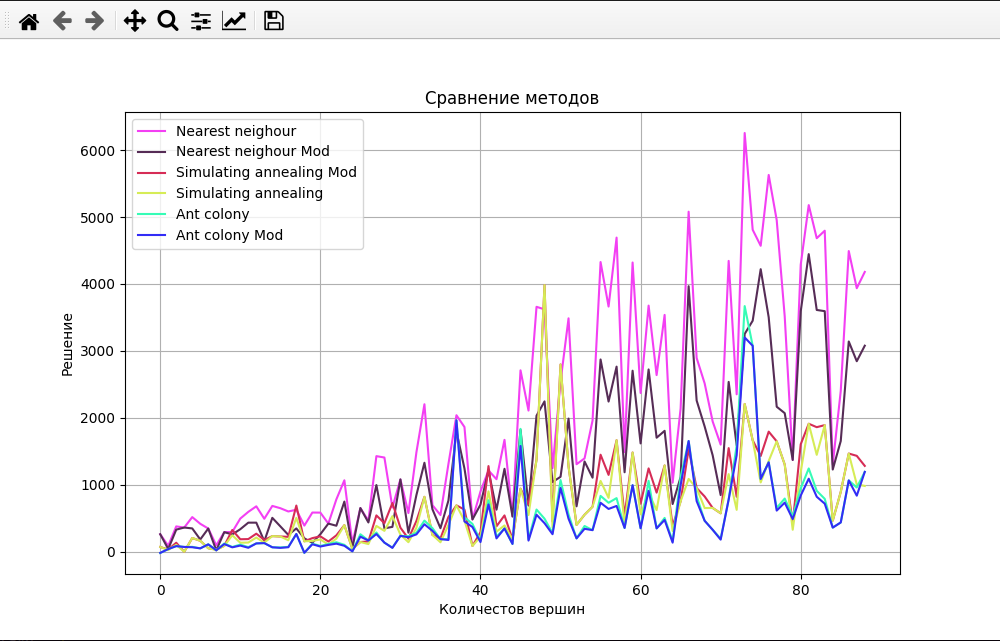 Сравнение методов
Nearest neighour
Nearest neighour Mod
Simulating annealing Mod
Simulating annealing
Ant colony
Ant colony Mod
6000
5000
4000
3000
2000
1000
0
Решение
0 20 40 60 80
Количестов вершин